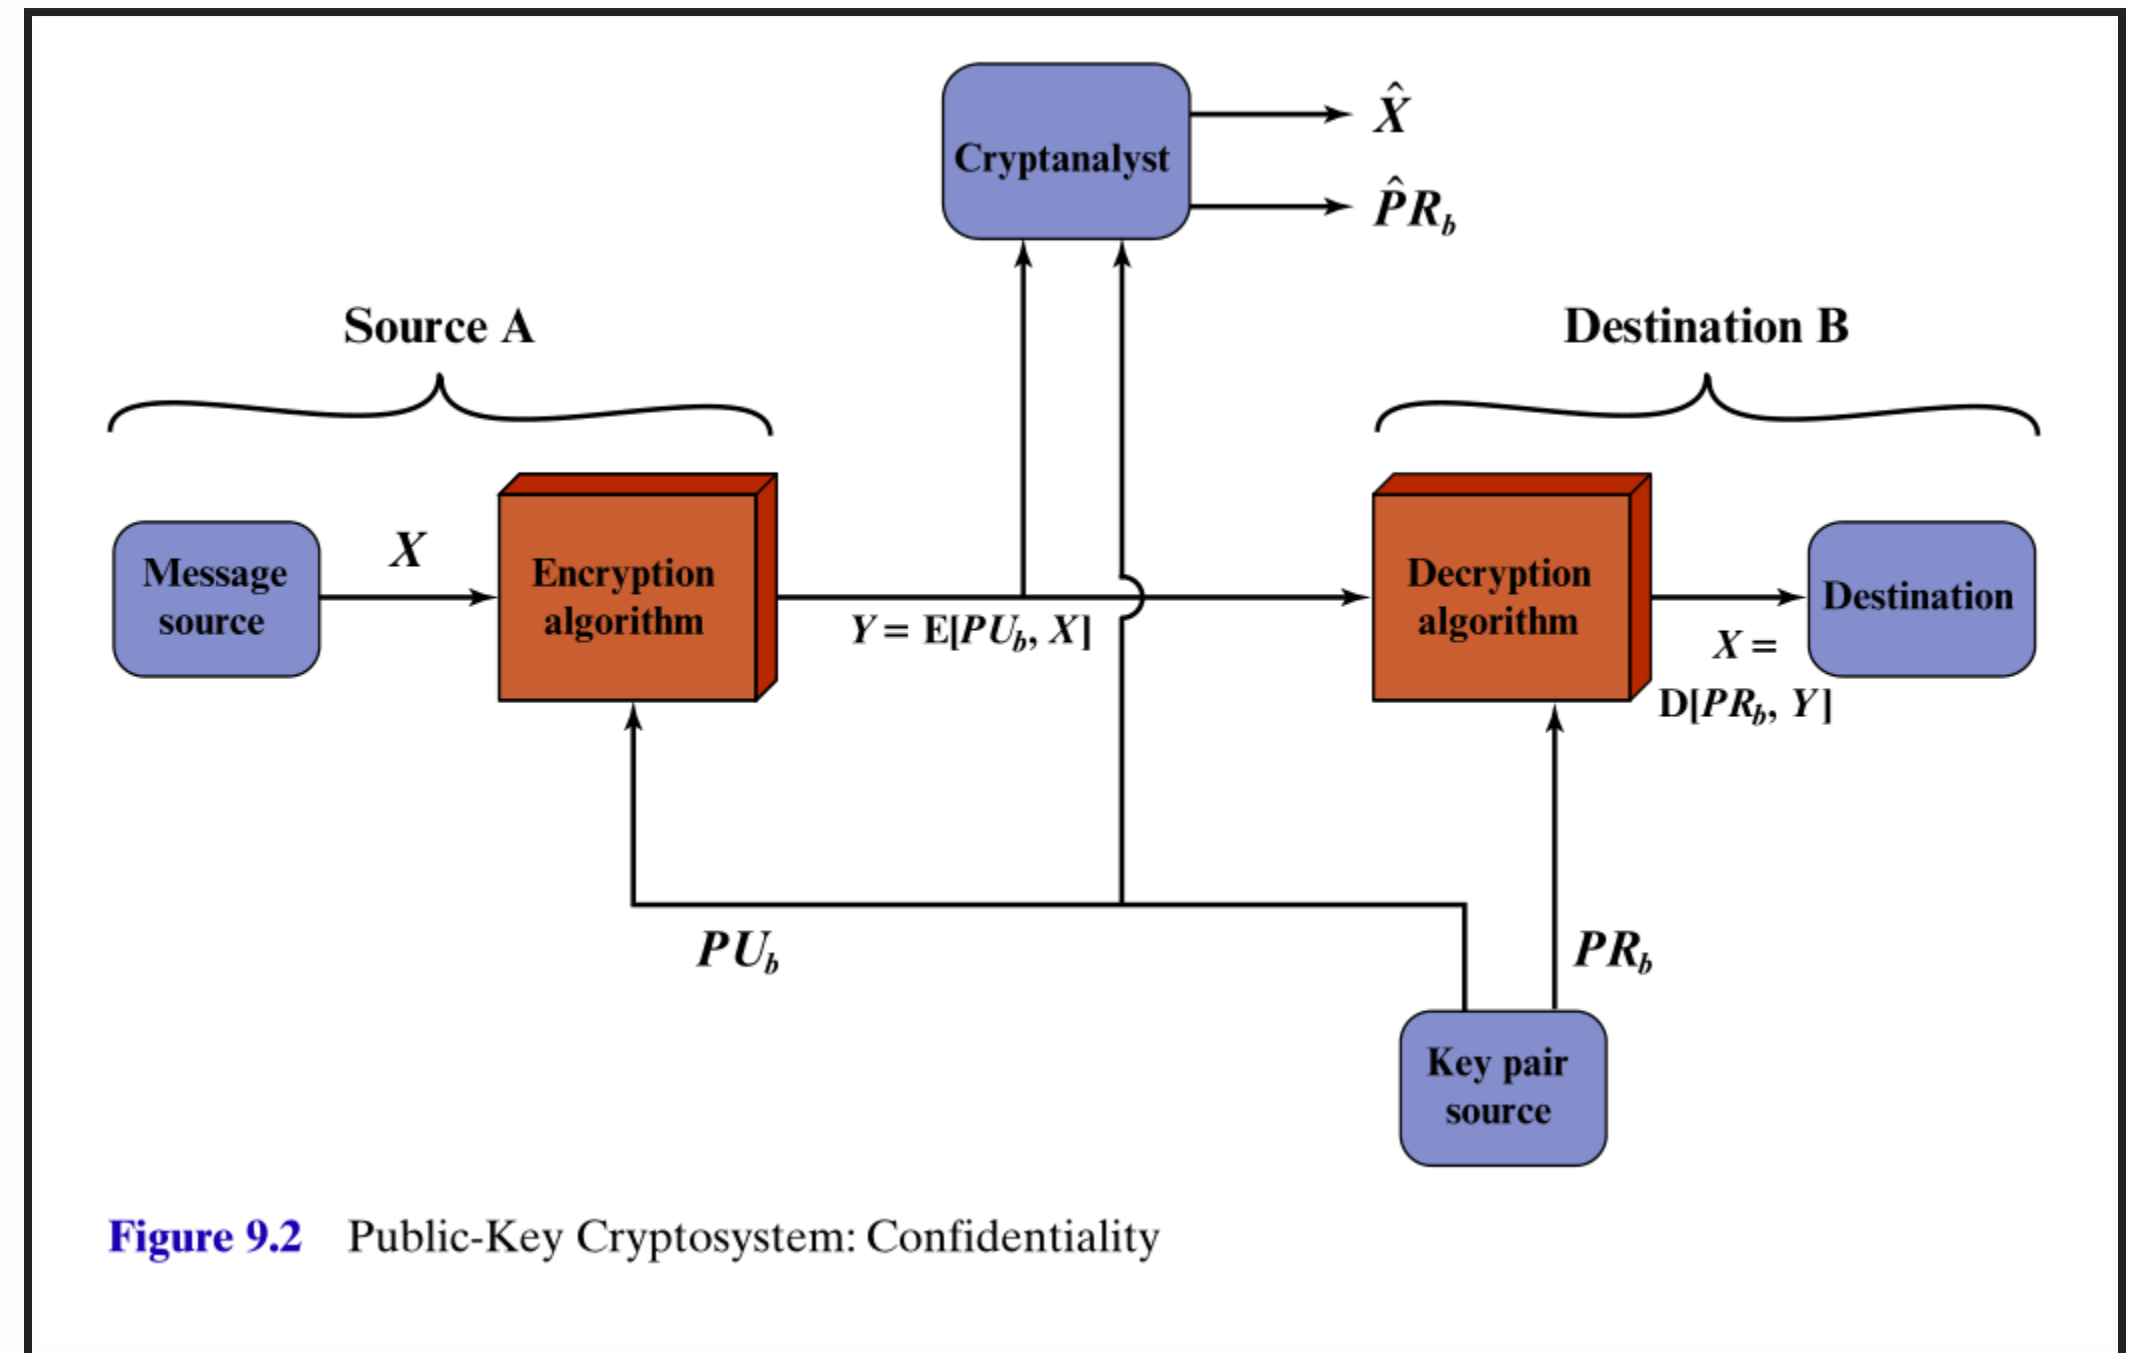 X̂
Cryptanalyst
P̂R_b
Source A
Destination B
X
Message
source
Encryption
algorithm
Y = E[PU_b, X]
Decryption
algorithm
Destination
X =
D[PR_b, Y]
PU_b
PR_b
Key pair
source
Figure 9.2 Public-Key Cryptosystem: Confidentiality